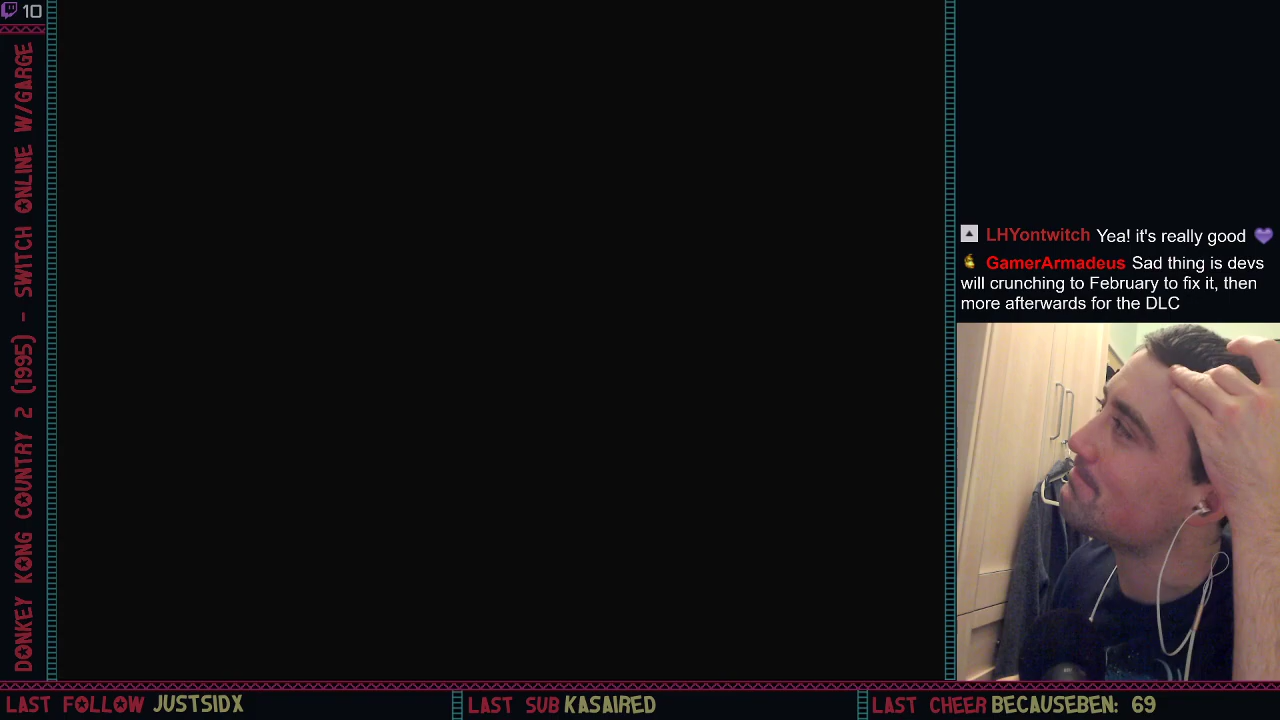 10
DONKEY KONG COUNTRY 2 (1995) - SWITCH ONLINE W/GARGE
LHYontwitch Yea! it's really good
GamerArmadeus Sad thing is devs
will crunching to February to fix it, then
more afterwards for the DLC
LAST FOLLOW JUSTSIDX
LAST SUB KASAIRED
LAST CHEER BECAUSEBEN: 69